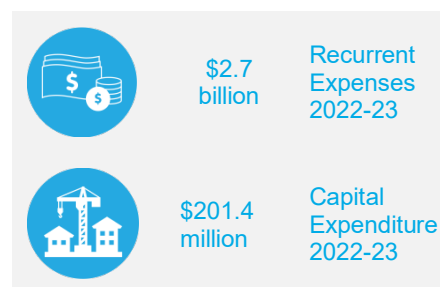 $
$
$2.7
billion
Recurrent
Expenses
2022-23
$201.4
million
Capital
Expenditure
2022-23